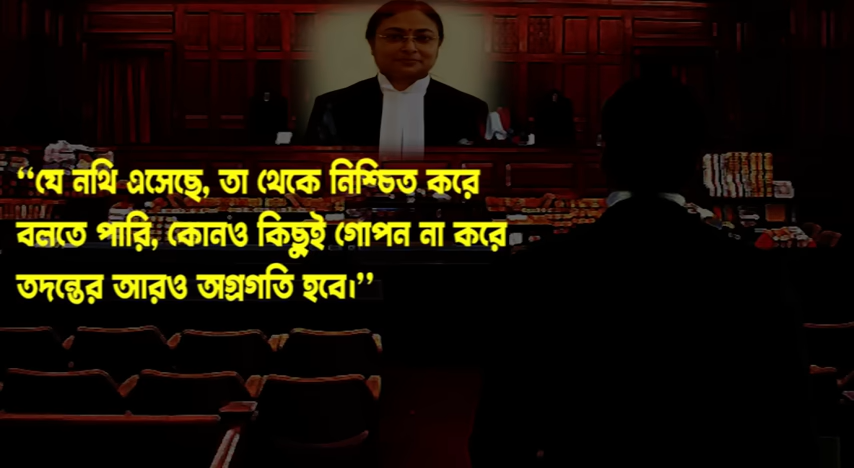 ‘‘যে নথি এসেছে, তা থেকে নিশ্চিত করে
বলতে পারি, কোনও কিছুই গোপন না করে
তদন্তের আরও অগ্রগতি হবে।’’